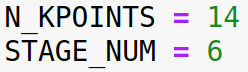 N_KPOINTS = 14
STAGE_NUM = 6